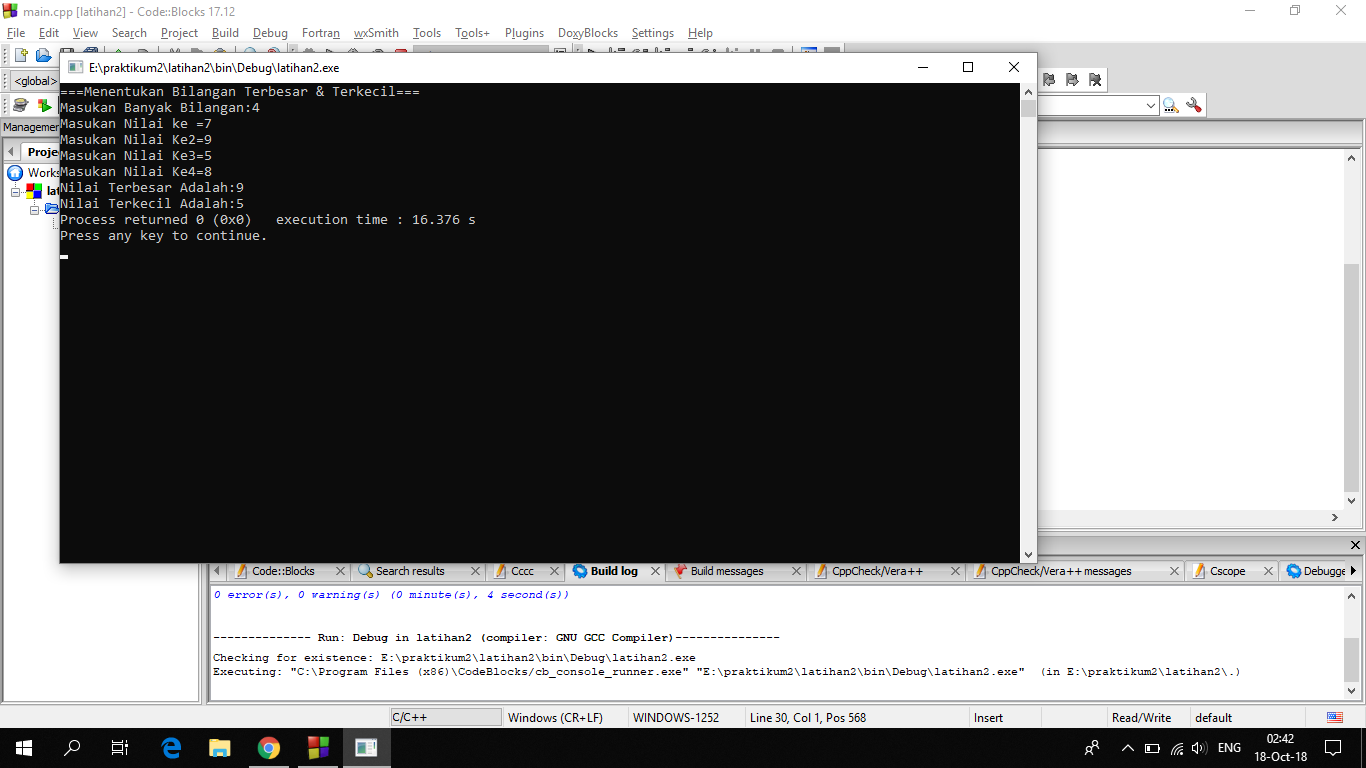 main.cpp [latihan2] - Code::Blocks 17.12
File Edit View Search Project Build Debug Fortran wxSmith Tools Tools+ Plugins DoxyBlocks Settings Help
E:\praktikum2\latihan2\bin\Debug\latihan2.exe
<global>
Management
===Menentukan Bilangan Terbesar & Terkecil===
Masukan Banyak Bilangan:4
Masukan Nilai ke =7
Masukan Nilai Ke2=9
Masukan Nilai Ke3=5
Masukan Nilai Ke4=8
Nilai Terbesar Adalah:9
Nilai Terkecil Adalah:5
Process returned 0 (0x0)   execution time : 16.376 s
Press any key to continue.
Proje
Works
lat
Code::Blocks Search results Cccc Build log Build messages CppCheck/Vera++ CppCheck/Vera++ messages Cscope Debugge
0 error(s), 0 warning(s) (0 minute(s), 4 second(s))
-------------- Run: Debug in latihan2 (compiler: GNU GCC Compiler)---------------
Checking for existence: E:\praktikum2\latihan2\bin\Debug\latihan2.exe
Executing: "C:\Program Files (x86)\CodeBlocks/cb_console_runner.exe" "E:\praktikum2\latihan2\bin\Debug\latihan2.exe"  (in E:\praktikum2\latihan2\.)
C/C++ Windows (CR+LF) WINDOWS-1252 Line 30, Col 1, Pos 568 Insert Read/Write default
ENG
02:42
18-Oct-18